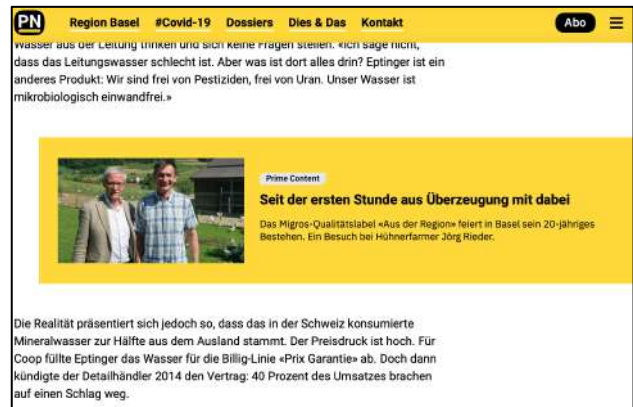 PN Region Basel #Covid-19 Dossiers Dies & Das Kontakt Abo
Wasser aus der Leitung trinken und sich keine Fragen stellen. «Ich sage nicht,
dass das Leitungswasser schlecht ist. Aber was ist dort alles drin? Eptinger ist ein
anderes Produkt: Wir sind frei von Pestiziden, frei von Uran. Unser Wasser ist
mikrobiologisch einwandfrei.»
Prime Content
Seit der ersten Stunde aus Überzeugung mit dabei
Das Migros-Qualitätslabel «Aus der Region» feiert in Basel sein 20-jähriges
Bestehen. Ein Besuch bei Hühnerfarmer Jörg Rieder.
Die Realität präsentiert sich jedoch so, dass das in der Schweiz konsumierte
Mineralwasser zur Hälfte aus dem Ausland stammt. Der Preisdruck ist hoch. Für
Coop füllte Eptinger das Wasser für die Billig-Linie «Prix Garantie» ab. Doch dann
kündigte der Detailhändler 2014 den Vertrag: 40 Prozent des Umsatzes brachen
auf einen Schlag weg.